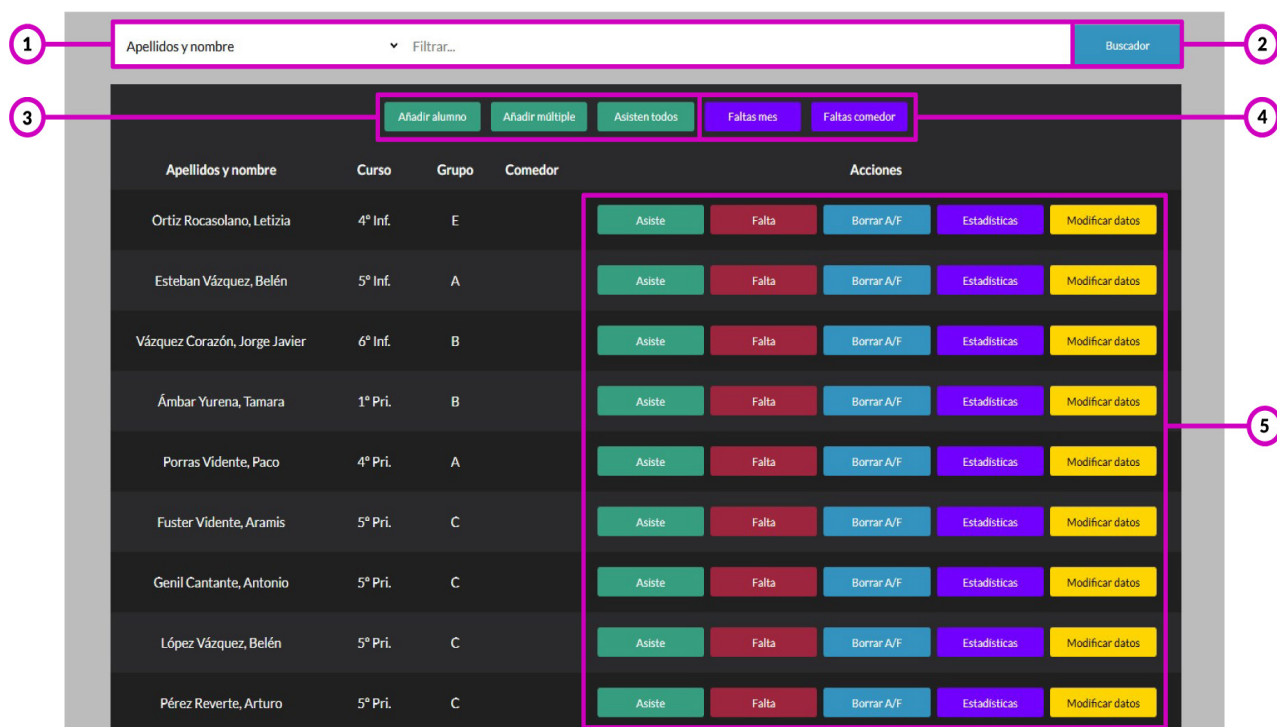 1 Apellidos y nombre Filtrar... Buscador 2
3 Añadir alumno Añadir múltiple Asisten todos Faltas mes Faltas comedor 4
Apellidos y nombre Curso Grupo Comedor Acciones
Ortiz Rocasolano, Letizia 4º Inf. E Asiste Falta Borrar A/F Estadísticas Modificar datos
Esteban Vázquez, Belén 5º Inf. A Asiste Falta Borrar A/F Estadísticas Modificar datos
Vázquez Corazón, Jorge Javier 6º Inf. B Asiste Falta Borrar A/F Estadísticas Modificar datos
Ámbar Yurena, Tamara 1º Pri. B Asiste Falta Borrar A/F Estadísticas Modificar datos
5
Porras Vidente, Paco 4º Pri. A Asiste Falta Borrar A/F Estadísticas Modificar datos
Fuster Vidente, Aramis 5º Pri. C Asiste Falta Borrar A/F Estadísticas Modificar datos
Genil Cantante, Antonio 5º Pri. C Asiste Falta Borrar A/F Estadísticas Modificar datos
López Vázquez, Belén 5º Pri. C Asiste Falta Borrar A/F Estadísticas Modificar datos
Pérez Reverte, Arturo 5º Pri. C Asiste Falta Borrar A/F Estadísticas Modificar datos